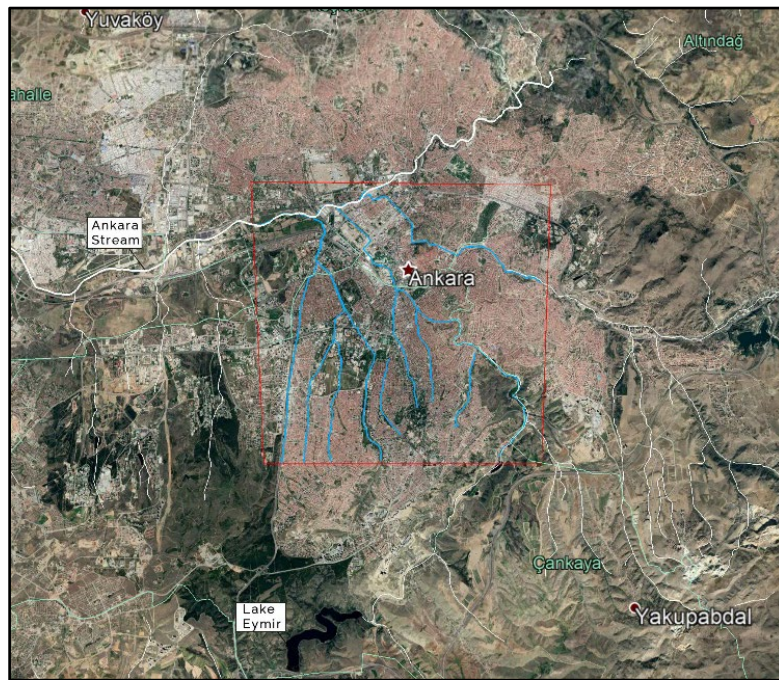 Yuvaköy
Altındağ
ahalle
Ankara
Stream
Ankara
Çankaya
Lake
Eymir
Yakupabdal